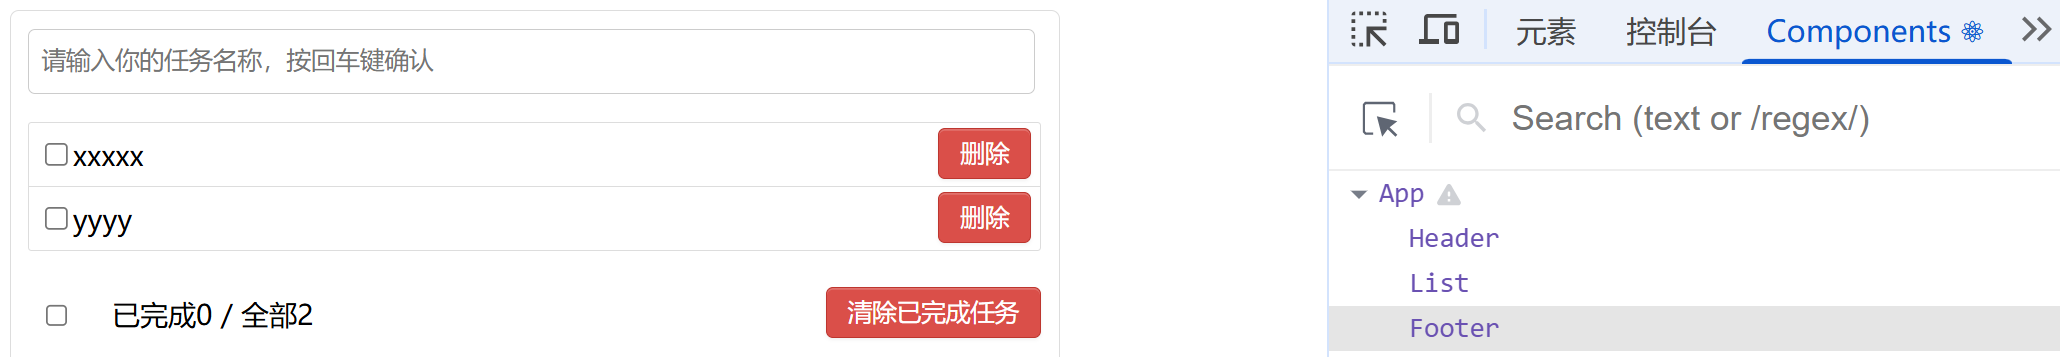 请输入你的任务名称，按回车键确认
xxxxx 删除
yyyy 删除
已完成0 / 全部2 清除已完成任务
元素 控制台 Components
Search (text or /regex/)
App
Header
List
Footer